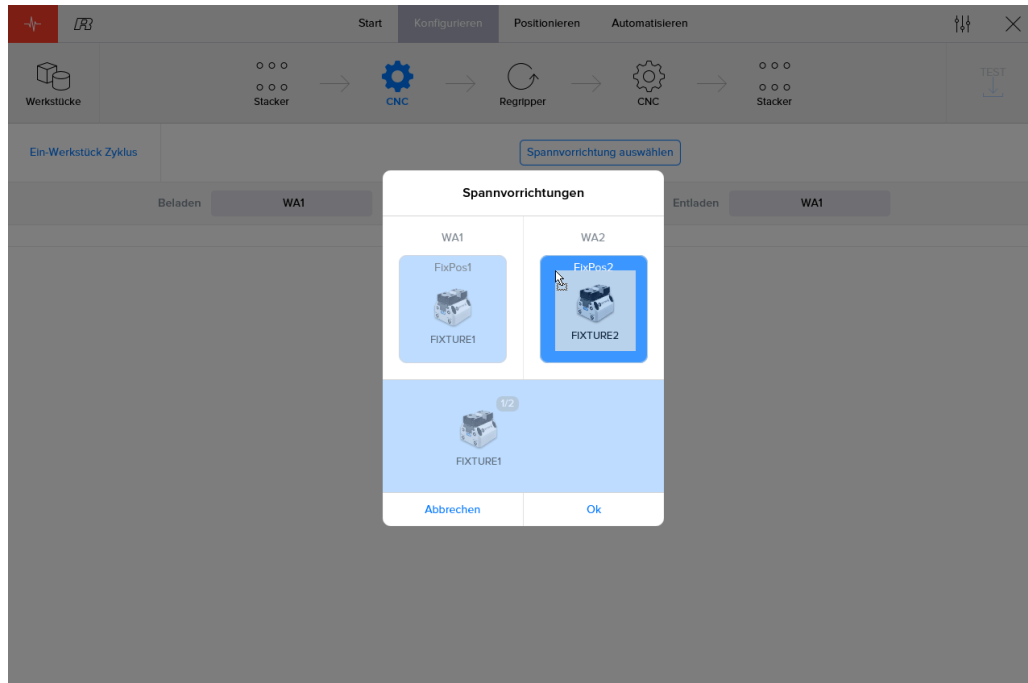 Start Konfigurieren Positionieren Automatisieren
Werkstücke Stacker CNC Regripper CNC Stacker TEST
Ein-Werkstück Zyklus Spannvorrichtung auswählen
Beladen WA1 Entladen WA1
Spannvorrichtungen
WA1 WA2
FixPos1 FixPos2
FIXTURE1 FIXTURE2
1/2
FIXTURE1
Abbrechen Ok